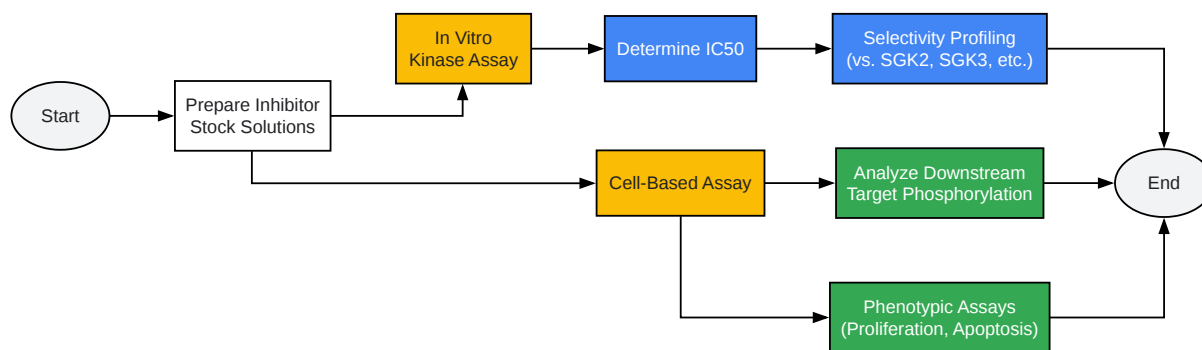 Start
Prepare Inhibitor
Stock Solutions
In Vitro
Kinase Assay
Determine IC50
Selectivity Profiling
(vs. SGK2, SGK3, etc.)
Cell-Based Assay
Analyze Downstream
Target Phosphorylation
Phenotypic Assays
(Proliferation, Apoptosis)
End